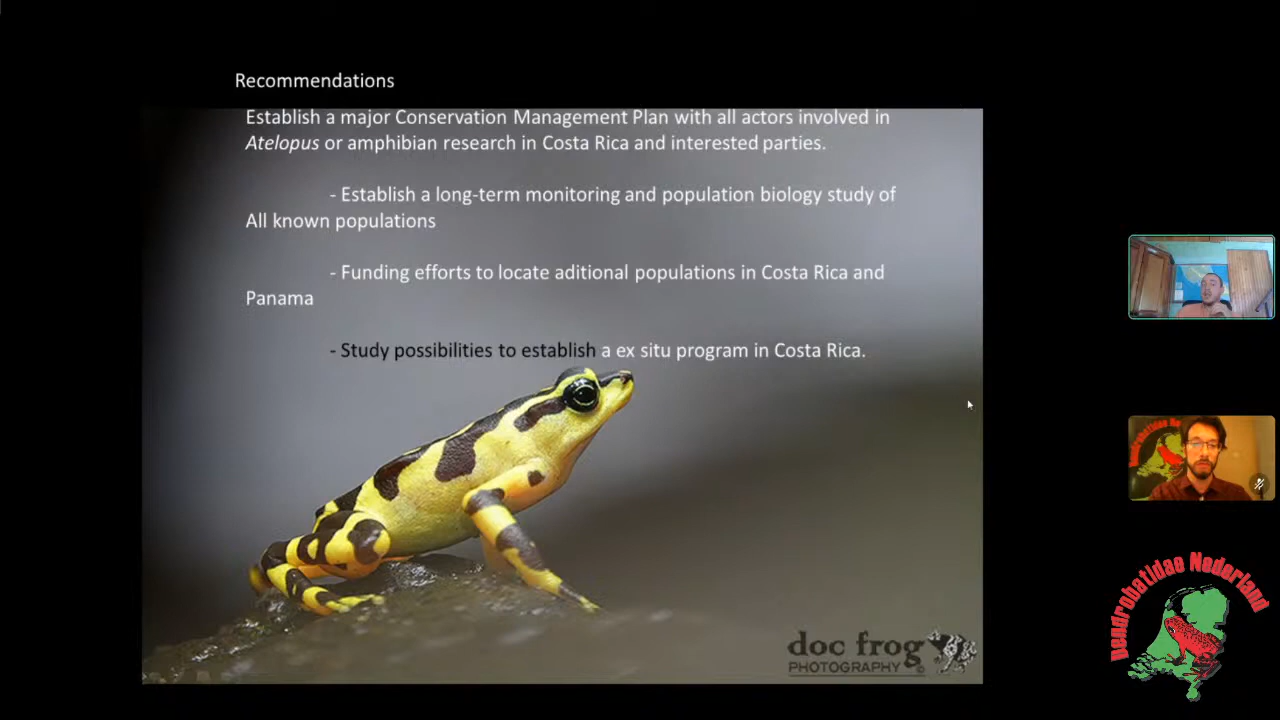 Recommendations
Establish a major Conservation Management Plan with all actors involved in
Atelopus or amphibian research in Costa Rica and interested parties.
- Establish a long-term monitoring and population biology study of
All known populations
- Funding efforts to locate aditional populations in Costa Rica and
Panama
- Study possibilities to establish a ex situ program in Costa Rica.
doc frog
PHOTOGRAPHY
Dendrobatidae Nederland